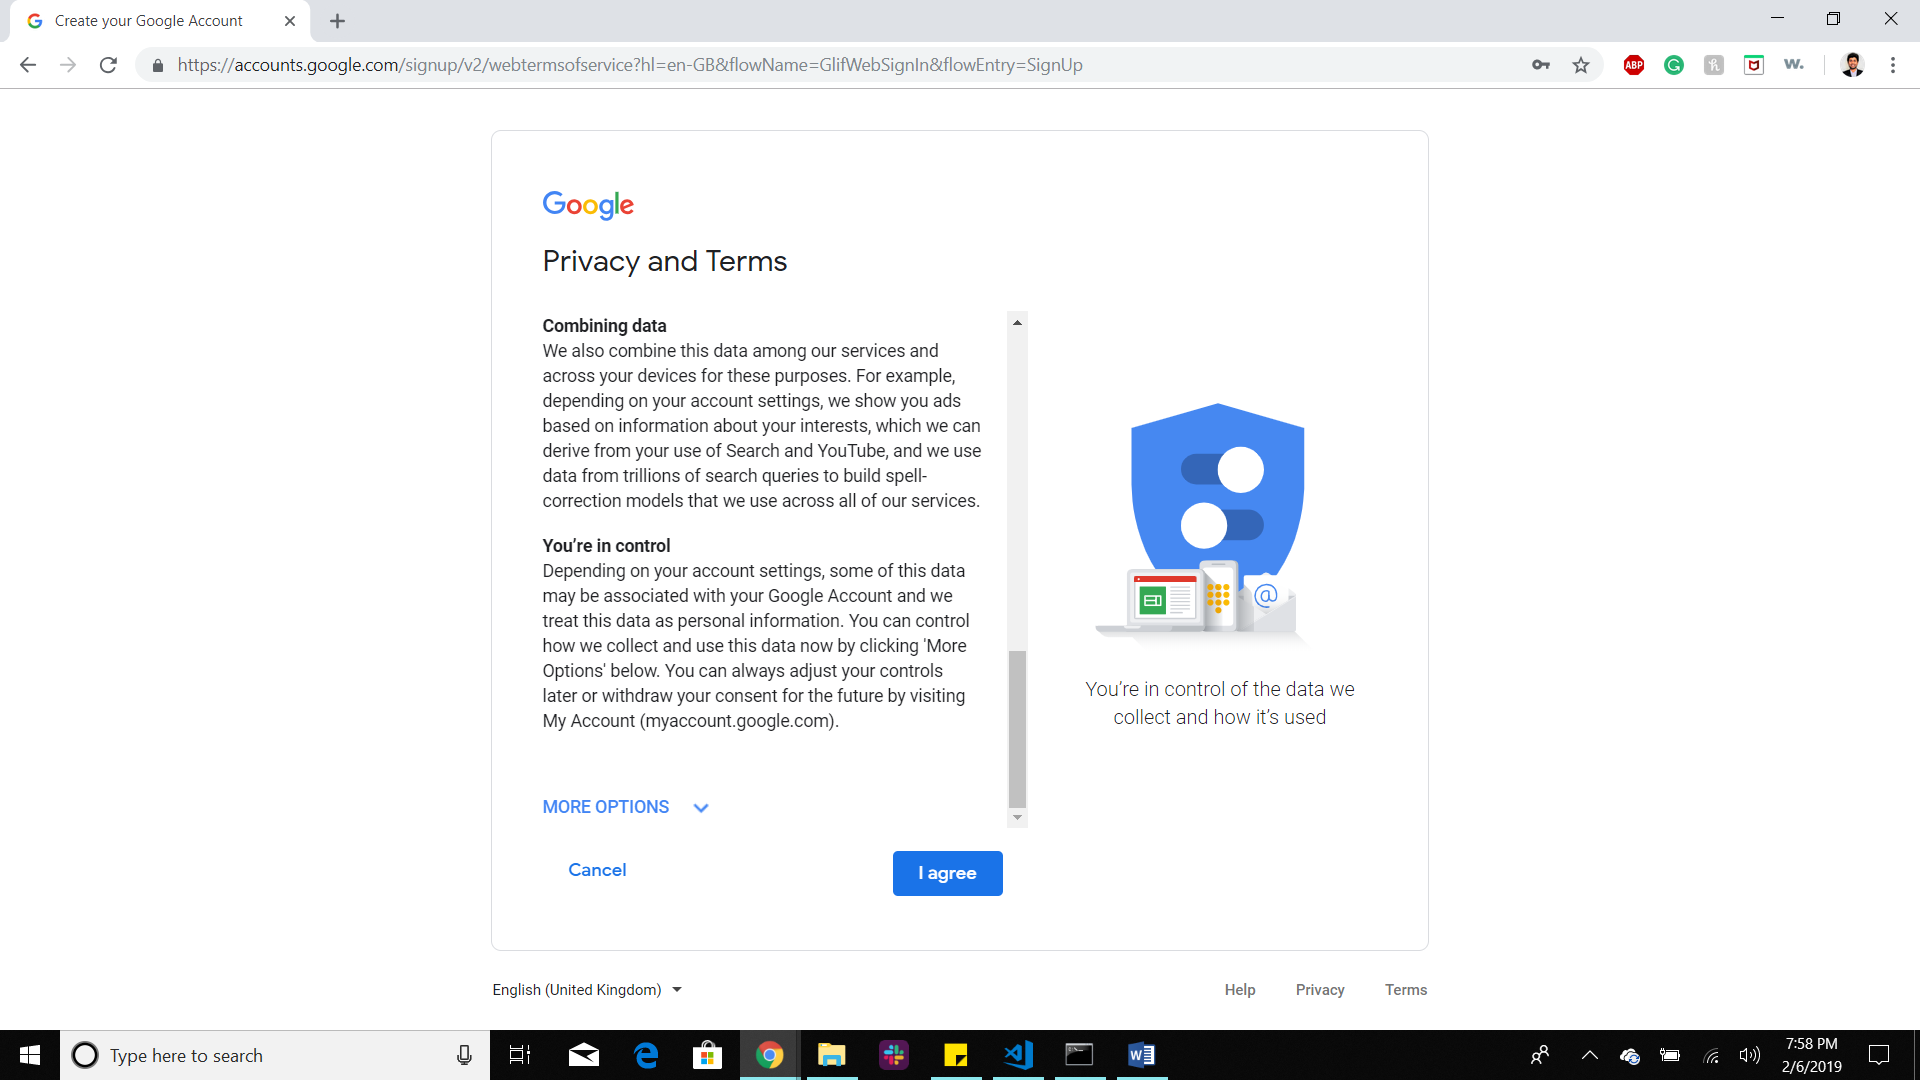 Create your Google Account
https://accounts.google.com/signup/v2/webtermsofservice?hl=en-GB&flowName=GlifWebSignIn&flowEntry=SignUp
ABP
w.
Google
Privacy and Terms
Combining data
We also combine this data among our services and
across your devices for these purposes. For example,
depending on your account settings, we show you ads
based on information about your interests, which we can
derive from your use of Search and YouTube, and we use
data from trillions of search queries to build spell-
correction models that we use across all of our services.
You’re in control
Depending on your account settings, some of this data
may be associated with your Google Account and we
treat this data as personal information. You can control
how we collect and use this data now by clicking 'More
Options' below. You can always adjust your controls
later or withdraw your consent for the future by visiting
My Account (myaccount.google.com).
MORE OPTIONS
Cancel
I agree
@
You’re in control of the data we
collect and how it’s used
English (United Kingdom)
Help Privacy Terms
Type here to search
7:58 PM
2/6/2019